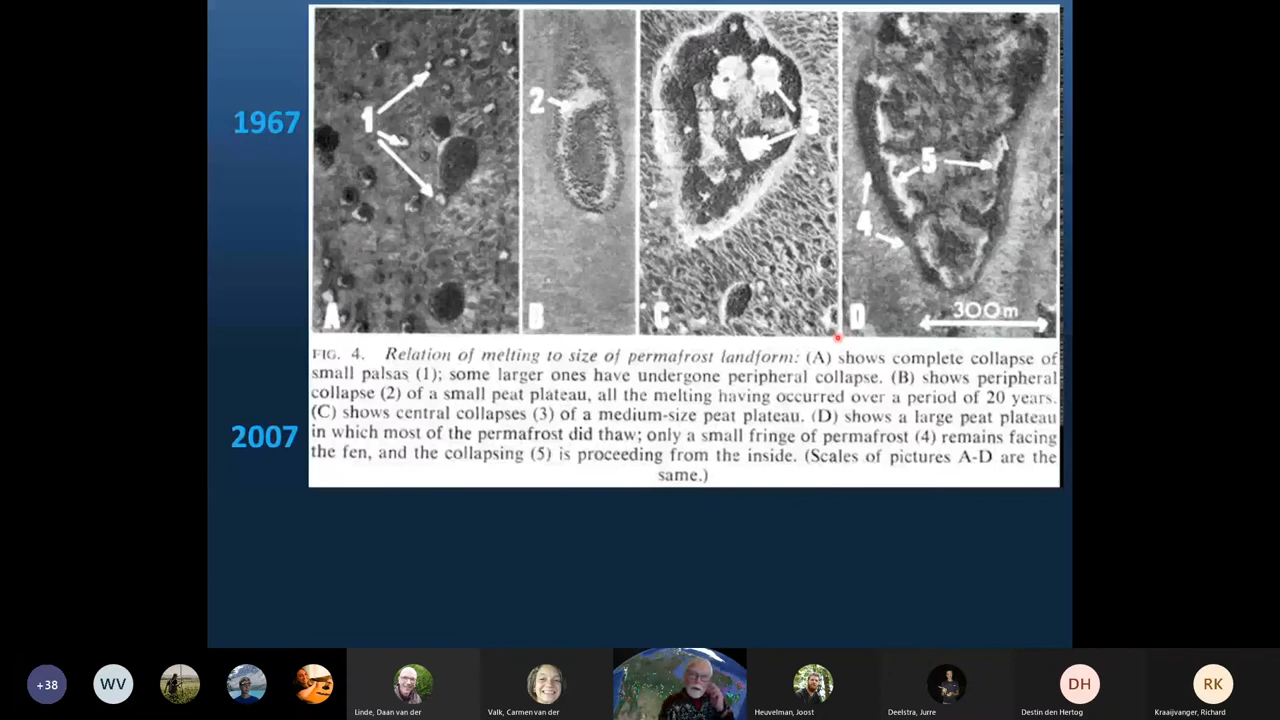 1967
1
2
3
4
5
A
B
C
D
300m
FIG. 4. Relation of melting to size of permafrost landform: (A) shows complete collapse of
small palsas (1); some larger ones have undergone peripheral collapse. (B) shows peripheral
collapse (2) of a small peat plateau, all the melting having occurred over a period of 20 years.
(C) shows central collapses (3) of a medium-size peat plateau. (D) shows a large peat plateau
2007
in which most of the permafrost did thaw; only a small fringe of permafrost (4) remains facing
the fen, and the collapsing (5) is proceeding from the inside. (Scales of pictures A-D are the
same.)
+38
WV
Linde, Daan van der
Valk, Carmen van der
Heuvelman, Joost
Deelstra, Jurre
DH
Destin den Hertog
RK
Kraaijvanger, Richard